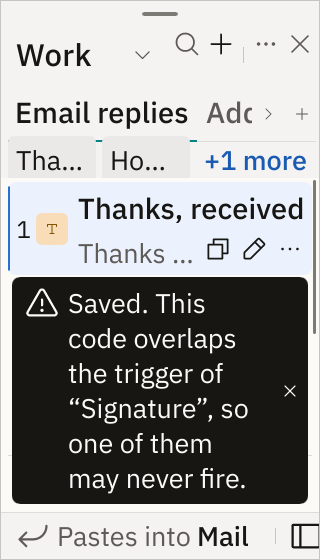 Work
Email replies Adc
Tha... Ho... +1 more
1 T Thanks, received
Thanks ...
Saved. This
code overlaps
the trigger of
“Signature”, so
one of them
may never fire.
Pastes into Mail